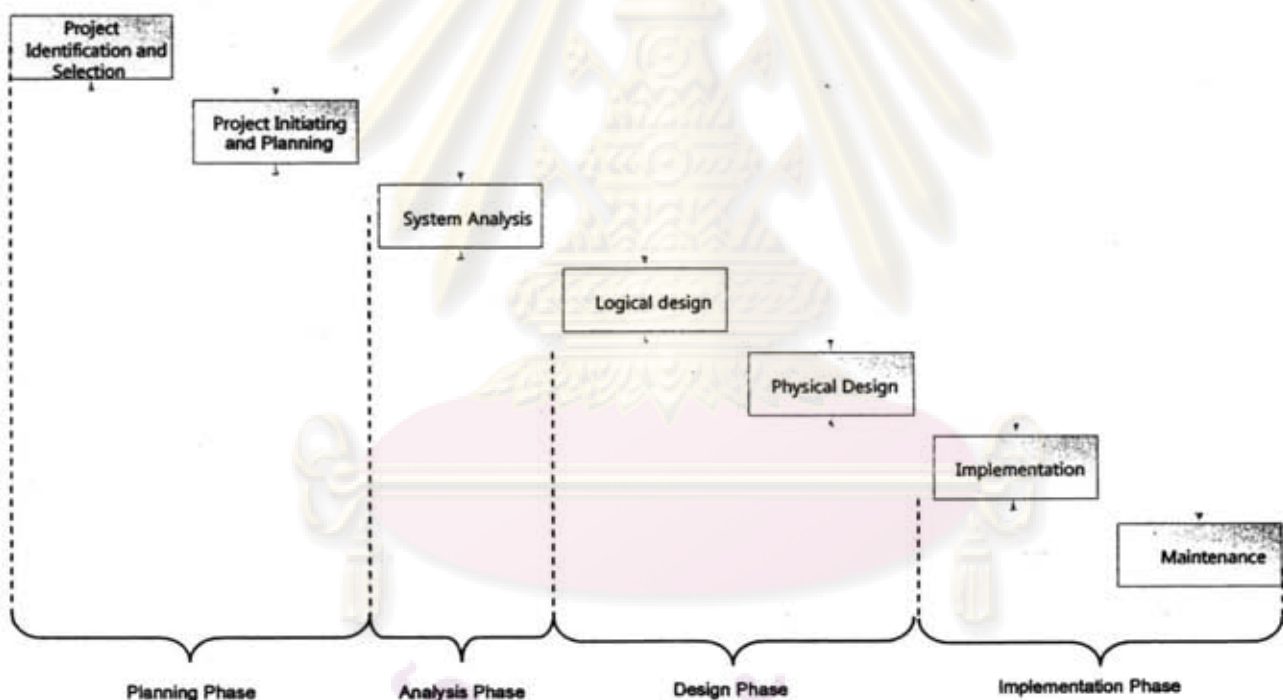 Project
Identification and
Selection
Project Initiating
and Planning
System Analysis
Logical design
Physical Design
Implementation
Maintenance
Planning Phase
Analysis Phase
Design Phase
Implementation Phase